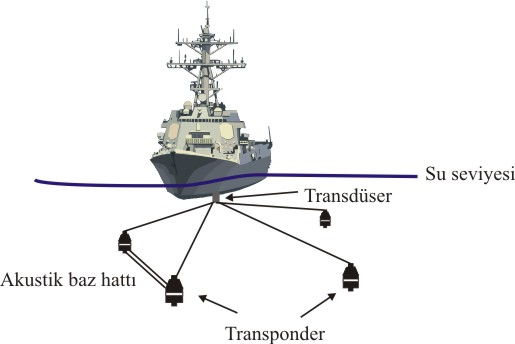 Su seviyesi
Transdüser
Akustik baz hattı
Transponder